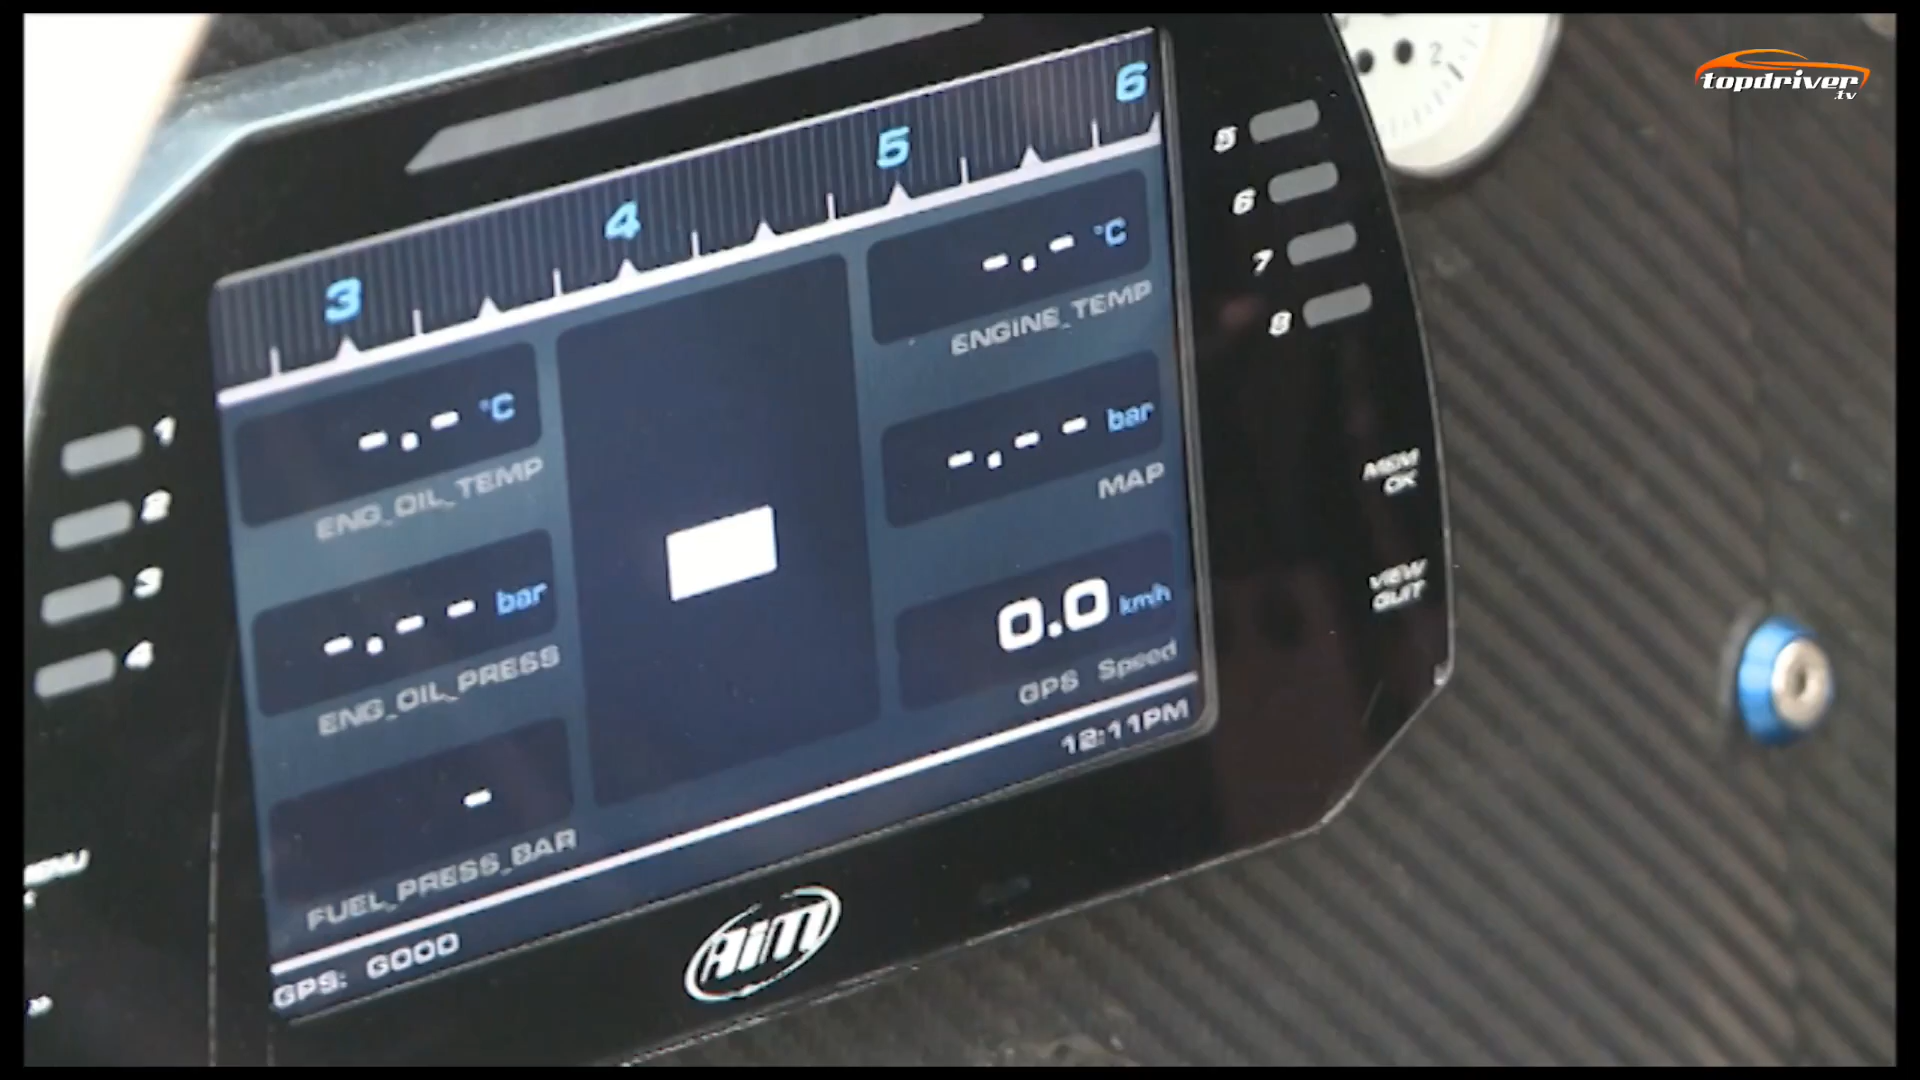 topdriver
.tv
2
3 4 5 6
1
2
3
4
5
6
7
8
-.- °C
ENG_OIL_TEMP
-.-- bar
ENG_OIL_PRESS
-
FUEL_PRESS_BAR
-.- °C
ENGINE_TEMP
-.-- bar
MAP
0.0 km/h
GPS Speed
12:11PM
GPS: GOOD
MEM
OK
VIEW
QUIT
AiM